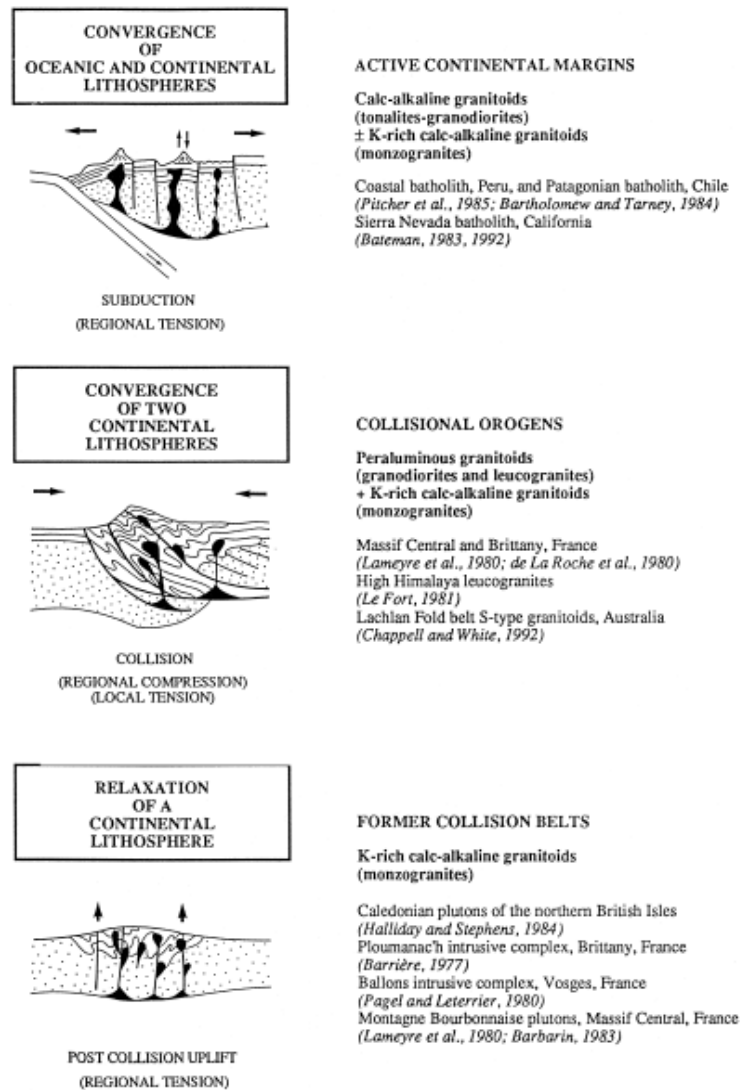 CONVERGENCE
OF
OCEANIC AND CONTINENTAL
LITHOSPHERES
SUBDUCTION
(REGIONAL TENSION)
ACTIVE CONTINENTAL MARGINS
Calc-alkaline granitoids
(tonalites-granodiorites)
± K-rich calc-alkaline granitoids
(monzogranites)
Coastal batholith, Peru, and Patagonian batholith, Chile
(Pitcher et al., 1985; Bartholomew and Tarney, 1984)
Sierra Nevada batholith, California
(Bateman, 1983, 1992)
CONVERGENCE
OF TWO
CONTINENTAL
LITHOSPHERES
COLLISION
(REGIONAL COMPRESSION)
(LOCAL TENSION)
COLLISIONAL OROGENS
Peraluminous granitoids
(granodiorites and leucogranites)
+ K-rich calc-alkaline granitoids
(monzogranites)
Massif Central and Brittany, France
(Lameyre et al., 1980; de La Roche et al., 1980)
High Himalaya leucogranites
(Le Fort, 1981)
Lachlan Fold belt S-type granitoids, Australia
(Chappell and White, 1992)
RELAXATION
OF A
CONTINENTAL
LITHOSPHERE
POST COLLISION UPLIFT
(REGIONAL TENSION)
FORMER COLLISION BELTS
K-rich calc-alkaline granitoids
(monzogranites)
Caledonian plutons of the northern British Isles
(Halliday and Stephens, 1984)
Ploumanac'h intrusive complex, Brittany, France
(Barrière, 1977)
Ballons intrusive complex, Vosges, France
(Pagel and Leterrier, 1980)
Montagne Bourbonnaise plutons, Massif Central, France
(Lameyre et al., 1980; Barbarin, 1983)